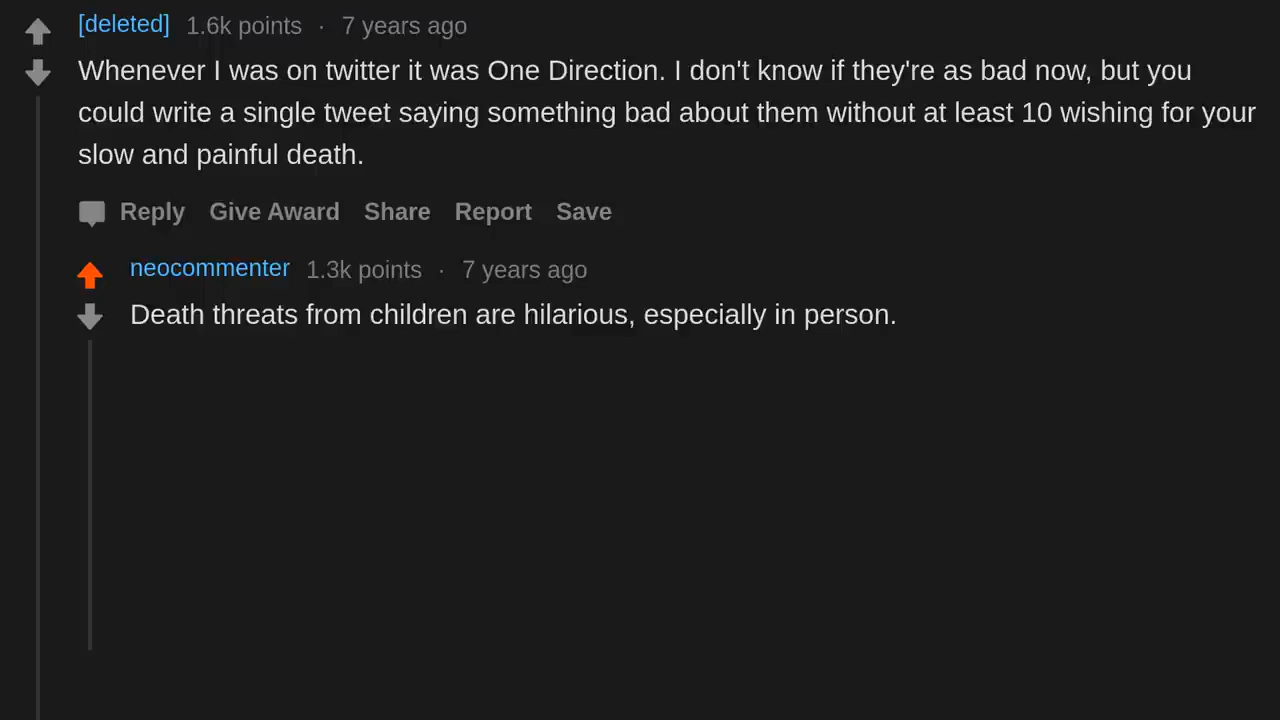 [deleted] 1.6k points · 7 years ago
Whenever I was on twitter it was One Direction. I don't know if they're as bad now, but you
could write a single tweet saying something bad about them without at least 10 wishing for your
slow and painful death.
Reply Give Award Share Report Save
neocommenter 1.3k points · 7 years ago
Death threats from children are hilarious, especially in person.